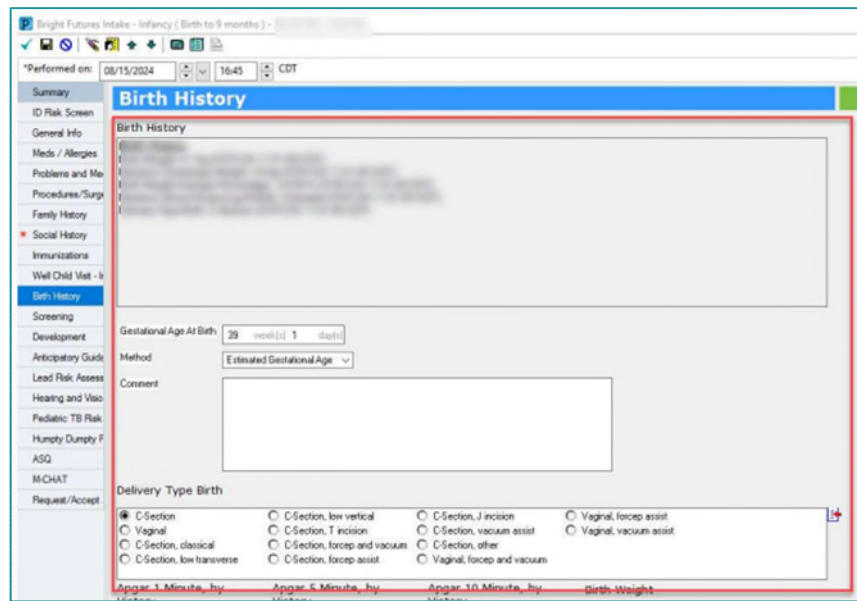 Bright Futures Intake - Infancy ( Birth to 9 months ) -
*Performed on: 08/15/2024 16:45 CDT
Summary
ID Risk Screen
General Info
Meds / Allergies
Problems and Me
Procedures/Surg
Family History
Social History
Immunizations
Well Child Visit - I
Birth History
Screening
Development
Anticipatory Guida
Lead Risk Assess
Hearing and Visio
Pediatric TB Risk
Humpty Dumpty F
ASQ
M-CHAT
Request/Accept
Birth History
Birth History
Gestational Age At Birth 39 week(s) 1 day(s)
Method Estimated Gestational Age
Comment
Delivery Type Birth
C-Section C-Section, low vertical C-Section, J incision Vaginal, forcep assist
Vaginal C-Section, T incision C-Section, vacuum assist Vaginal, vacuum assist
C-Section, classical C-Section, forcep and vacuum C-Section, other
C-Section, low transverse C-Section, forcep assist Vaginal, forcep and vacuum
Apgar 1 Minute, by Apgar 5 Minute, by Apgar 10 Minute, by Birth Weight
History History History